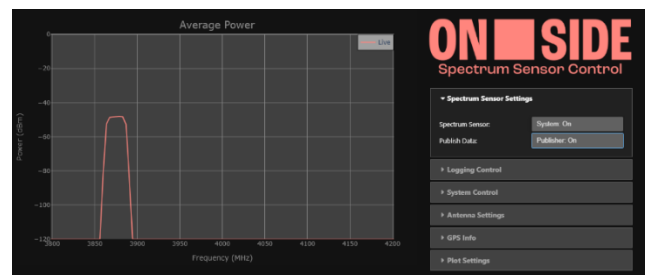 Average Power
Live
0
−20
−40
−60
−80
−100
−120
Power (dBm)
3800
3850
3900
3950
4000
4050
4100
4150
4200
Frequency (MHz)
ON SIDE
Spectrum Sensor Control
Spectrum Sensor Settings
Spectrum Sensor:
System: On
Publish Data:
Publisher: On
Logging Control
System Control
Antenna Settings
GPS Info
Plot Settings